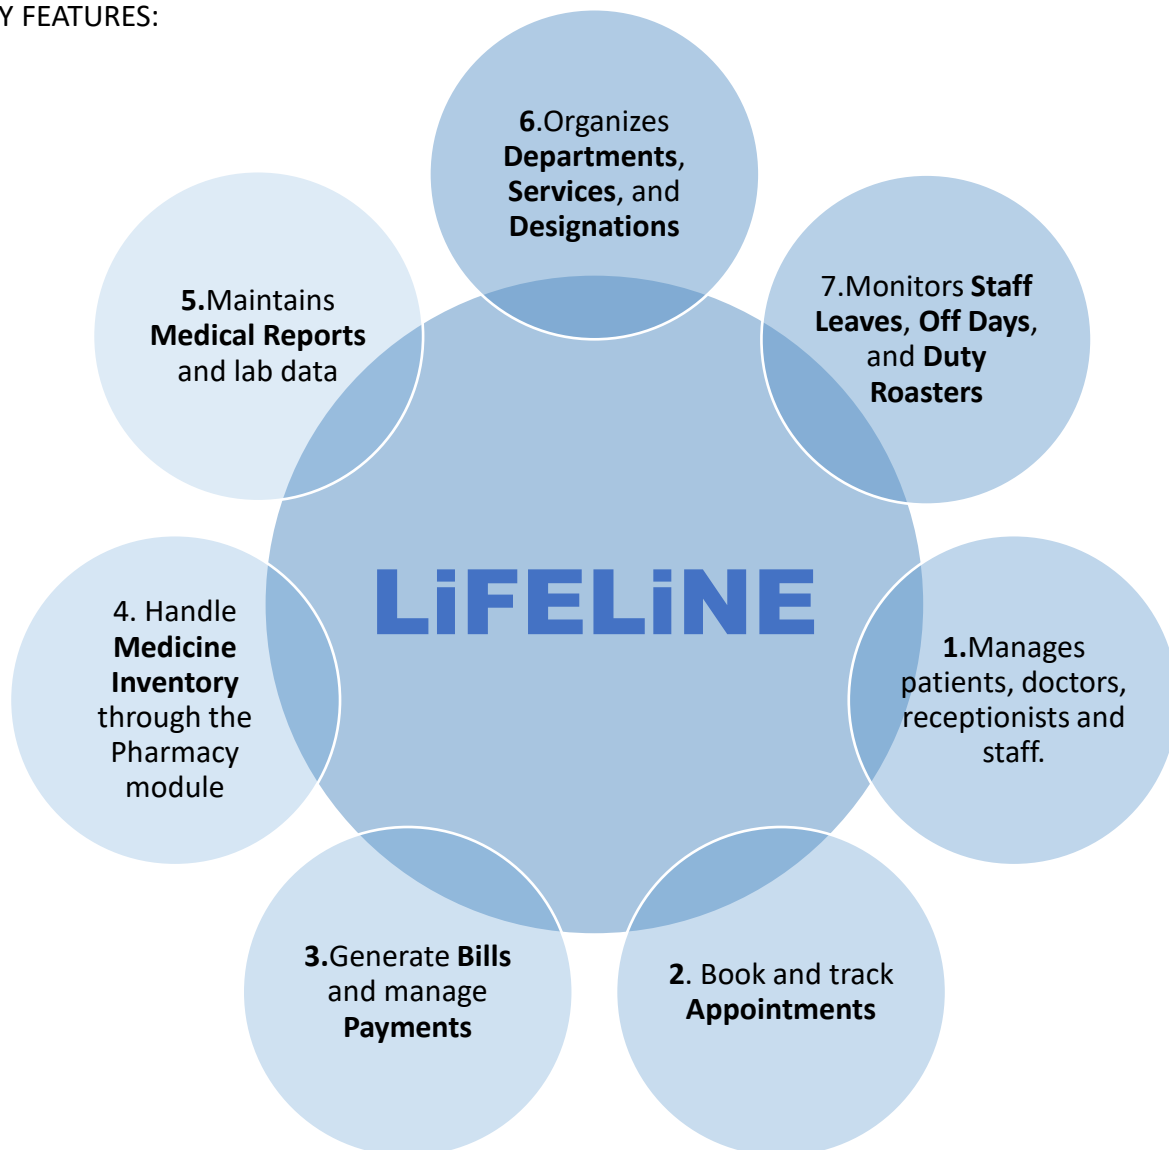 Y FEATURES:
6.Organizes
Departments,
Services, and
Designations
7.Monitors Staff
Leaves, Off Days,
and Duty
Roasters
1.Manages
patients, doctors,
receptionists and
staff.
2. Book and track
Appointments
3.Generate Bills
and manage
Payments
4. Handle
Medicine
Inventory
through the
Pharmacy
module
5.Maintains
Medical Reports
and lab data
LiFELiNE